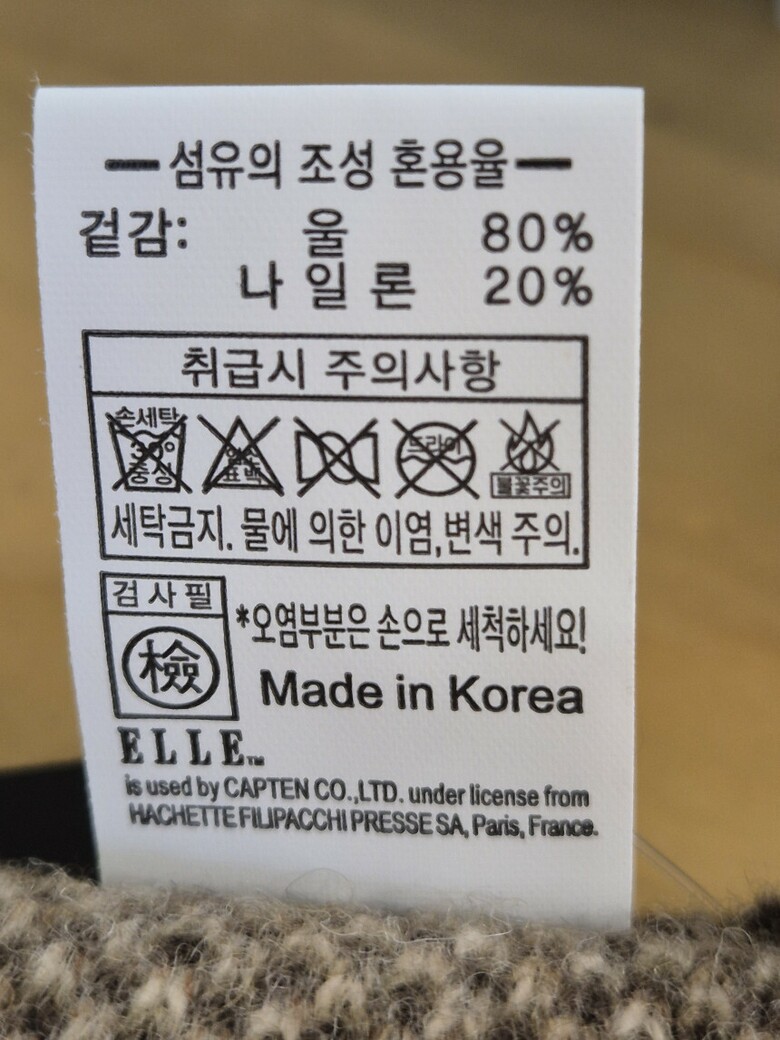 섬유의 조성 혼용율
겉감: 울 80%
나일론 20%
취급시 주의사항
손세탁 30° 중성 염소 표백 드라이 불꽃주의
세탁금지. 물에 의한 이염,변색 주의.
검사필
檢
*오염부분은 손으로 세척하세요!
Made in Korea
ELLE™
is used by CAPTEN CO.,LTD. under license from
HACHETTE FILIPACCHI PRESSE SA, Paris, France.